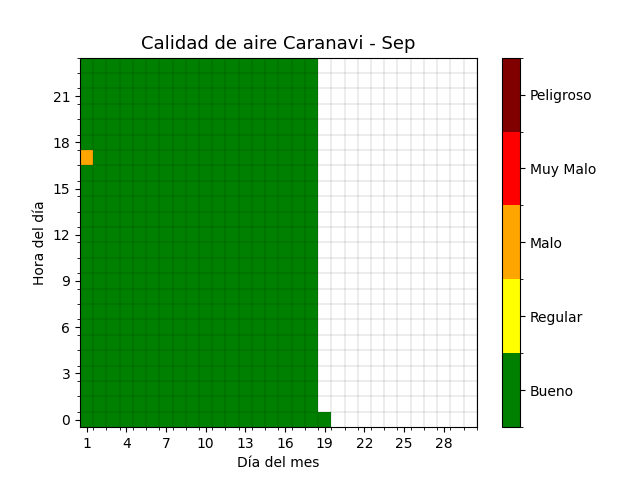 Calidad de aire Caranavi - Sep
Hora del día
21
18
15
12
9
6
3
0
1 4 7 10 13 16 19 22 25 28
Día del mes
Peligroso
Muy Malo
Malo
Regular
Bueno